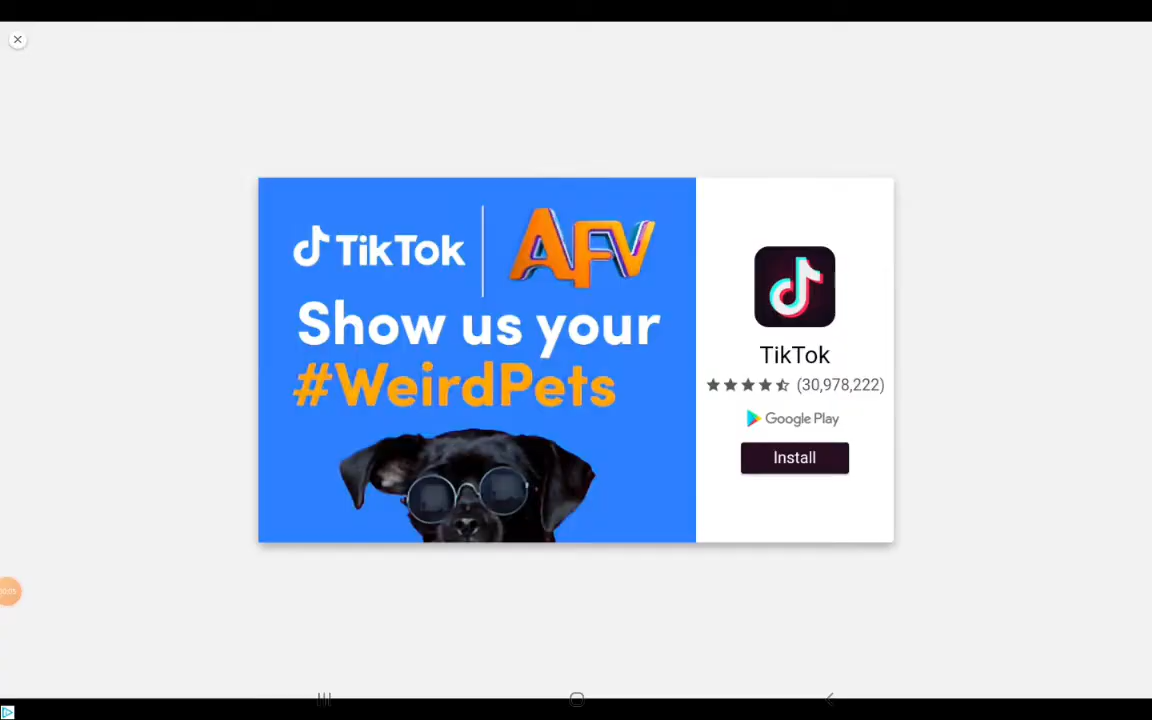 TikTok
AFV
Show us your
#WeirdPets
TikTok
(30,978,222)
Google Play
Install